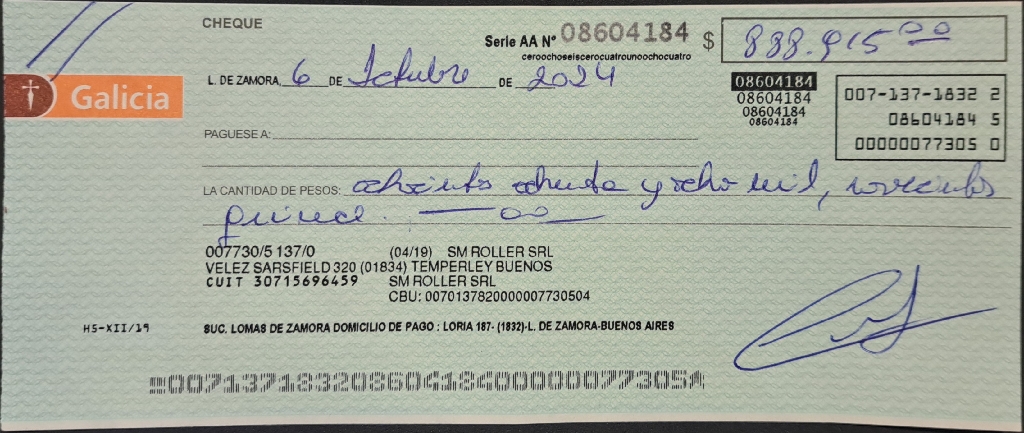 CHEQUE
Serie AA Nº 08604184 $ 888.915 00
ceroochoseiscerocuatrounoochocuatro
L. DE ZAMORA, 6 DE Octubre DE 2024
Galicia
08604184
08604184
08604184
08604184
007-137-1832 2
08604184 5
00000077305 0
PAGUESE A:
LA CANTIDAD DE PESOS: ochocientos ochenta y ocho mil, novecientos
quince. — 00 —
007730/5 137/0 (04/19) SM ROLLER SRL
VELEZ SARSFIELD 320 (01834) TEMPERLEY BUENOS
CUIT 30715696459 SM ROLLER SRL
CBU: 0070137820000007730504
HS-XII/19 SUC. LOMAS DE ZAMORA DOMICILIO DE PAGO : LORIA 187- (1832)-L. DE ZAMORA-BUENOS AIRES
00713718320860418400000077305